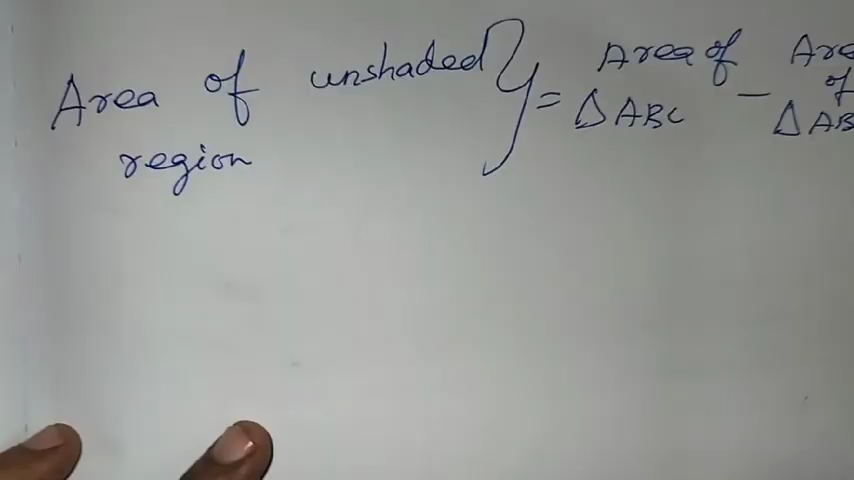 Area of unshaded } = Area of ΔABC - Are of ΔAB
region